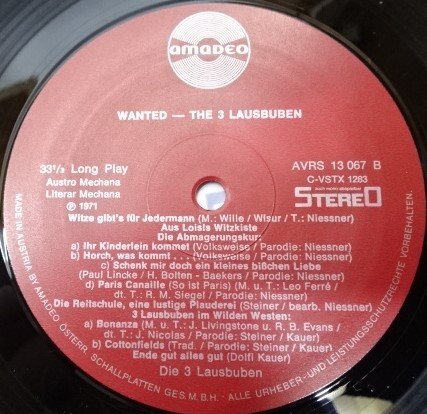 amadeo
WANTED — THE 3 LAUSBUBEN
33 1/3 Long Play
Austro Mechana
Literar Mechana
℗ 1971
AVRS 13 067 B
C-VSTX 1283
auch mono abspielbar
STEREO
Witze gibt's für Jedermann (M.: Wille / Wisur / T.: Niessner)
Aus Loisls Witzkiste
Die Abmagerungskur:
a) Ihr Kinderlein kommet (Volksweise / Parodie: Niessner)
b) Horch, was kommt . . . (Volksweise / Parodie: Niessner)
c) Schenk mir doch ein kleines bißchen Liebe
(Paul Lincke / H. Bolten - Baekers / Parodie: Niessner)
d) Paris Canaille (So ist Paris) (M. u. T.: Leo Ferré /
dt. T.: R. M. Siegel / Parodie: Niessner)
Die Reitschule, eine lustige Plauderei (Steiner / bearb. Niessner)
3 Lausbuben im Wilden Westen:
a) Bonanza (M. u. T.: J. Livingstone u. R. B. Evans /
dt. T.: J. Nicolas / Parodie: Steiner / Kauer)
b) Cottonfields (Trad. / Parodie: Steiner / Kauer)
Ende gut alles gut (Dolfi Kauer)
Die 3 Lausbuben
MADE IN AUSTRIA BY AMADEO ÖSTERR. SCHALLPLATTEN GES. M. B. H. · ALLE URHEBER- UND LEISTUNGSSCHUTZRECHTE VORBEHALTEN.